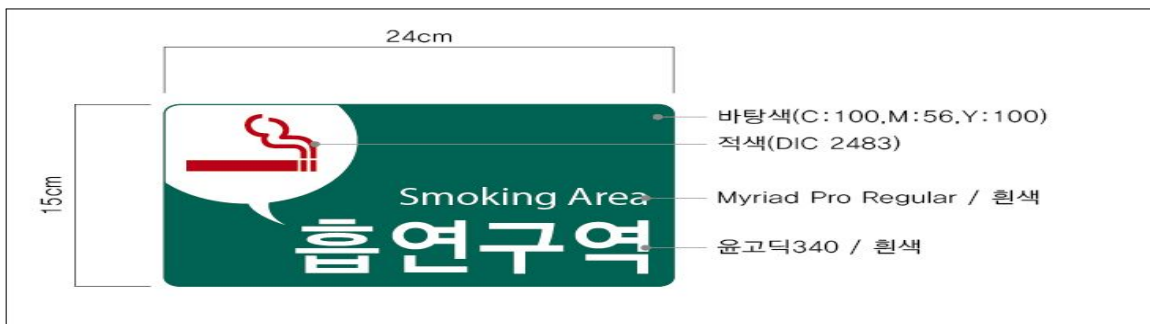 24cm
15cm
바탕색(C:100,M:56,Y:100)
적색(DIC 2483)
Smoking Area
Myriad Pro Regular / 흰색
흡연구역
윤고딕340 / 흰색